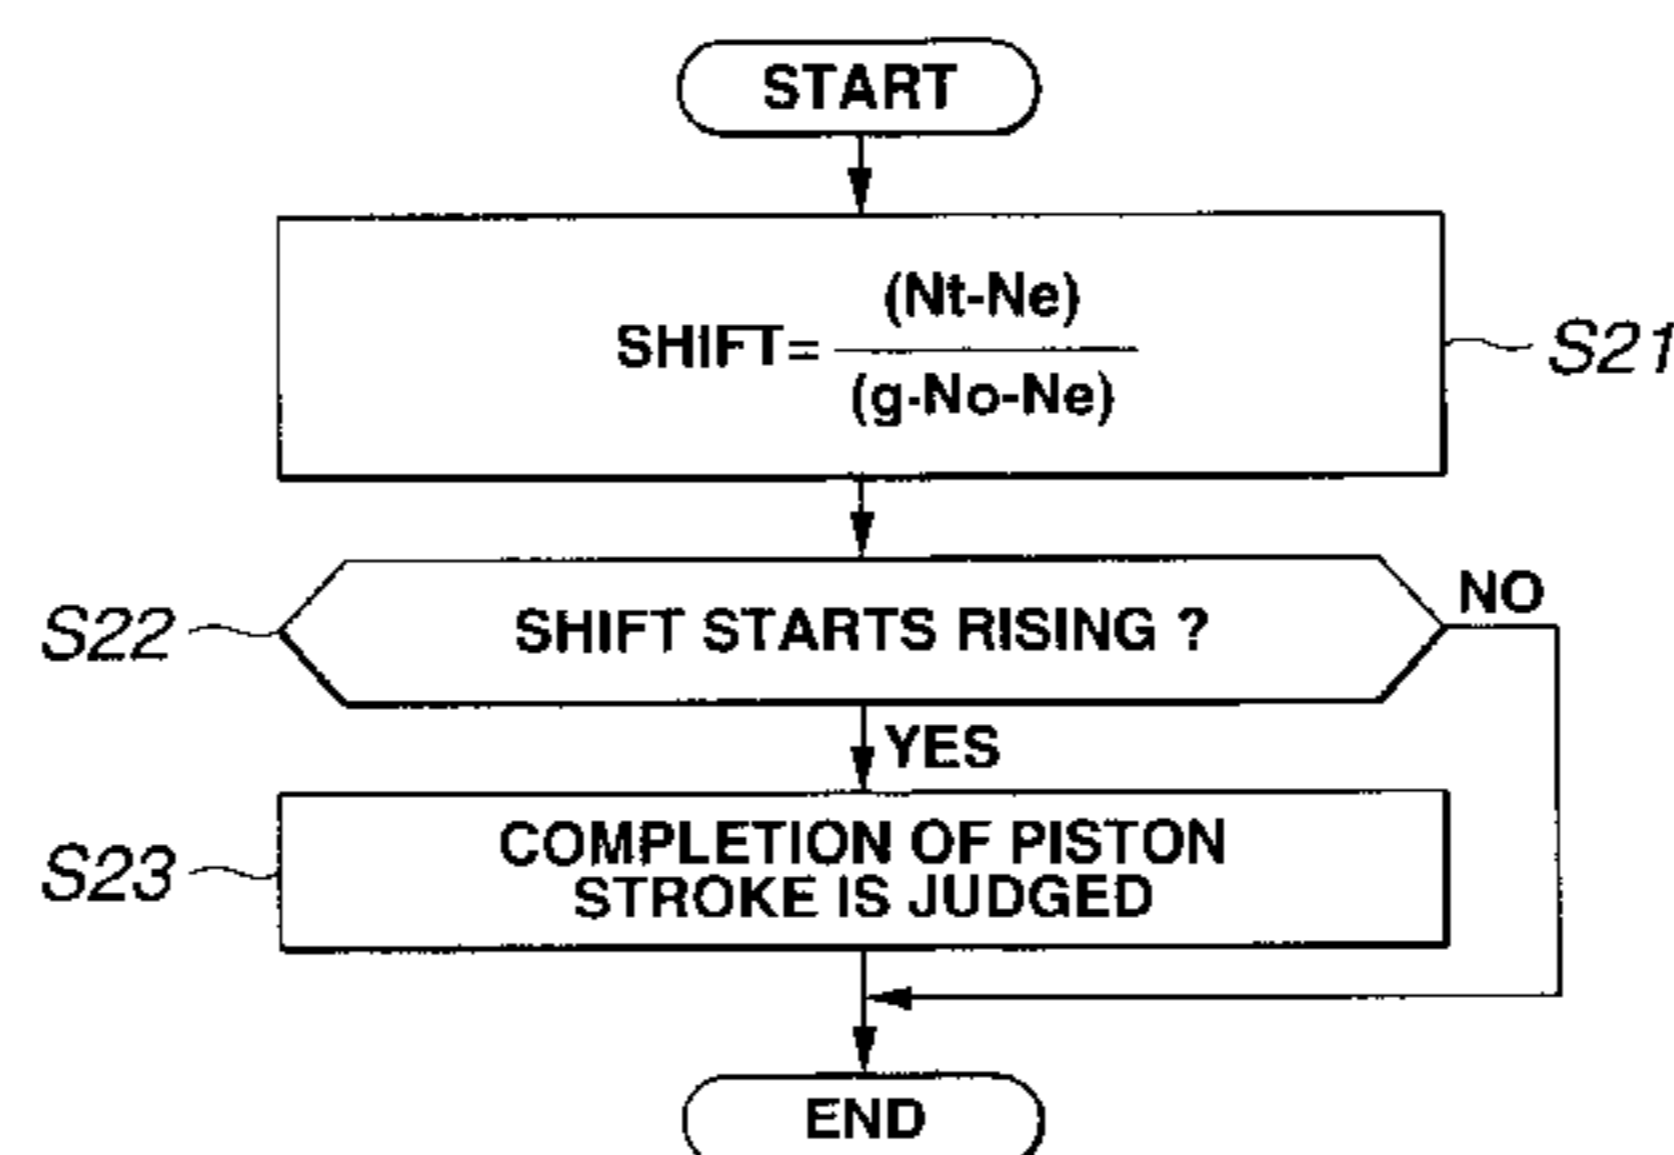 START
(Nt-Ne)
SHIFT=
(g·No-Ne)
S21
S22
SHIFT STARTS RISING ?
NO
YES
S23
COMPLETION OF PISTON
STROKE IS JUDGED
END